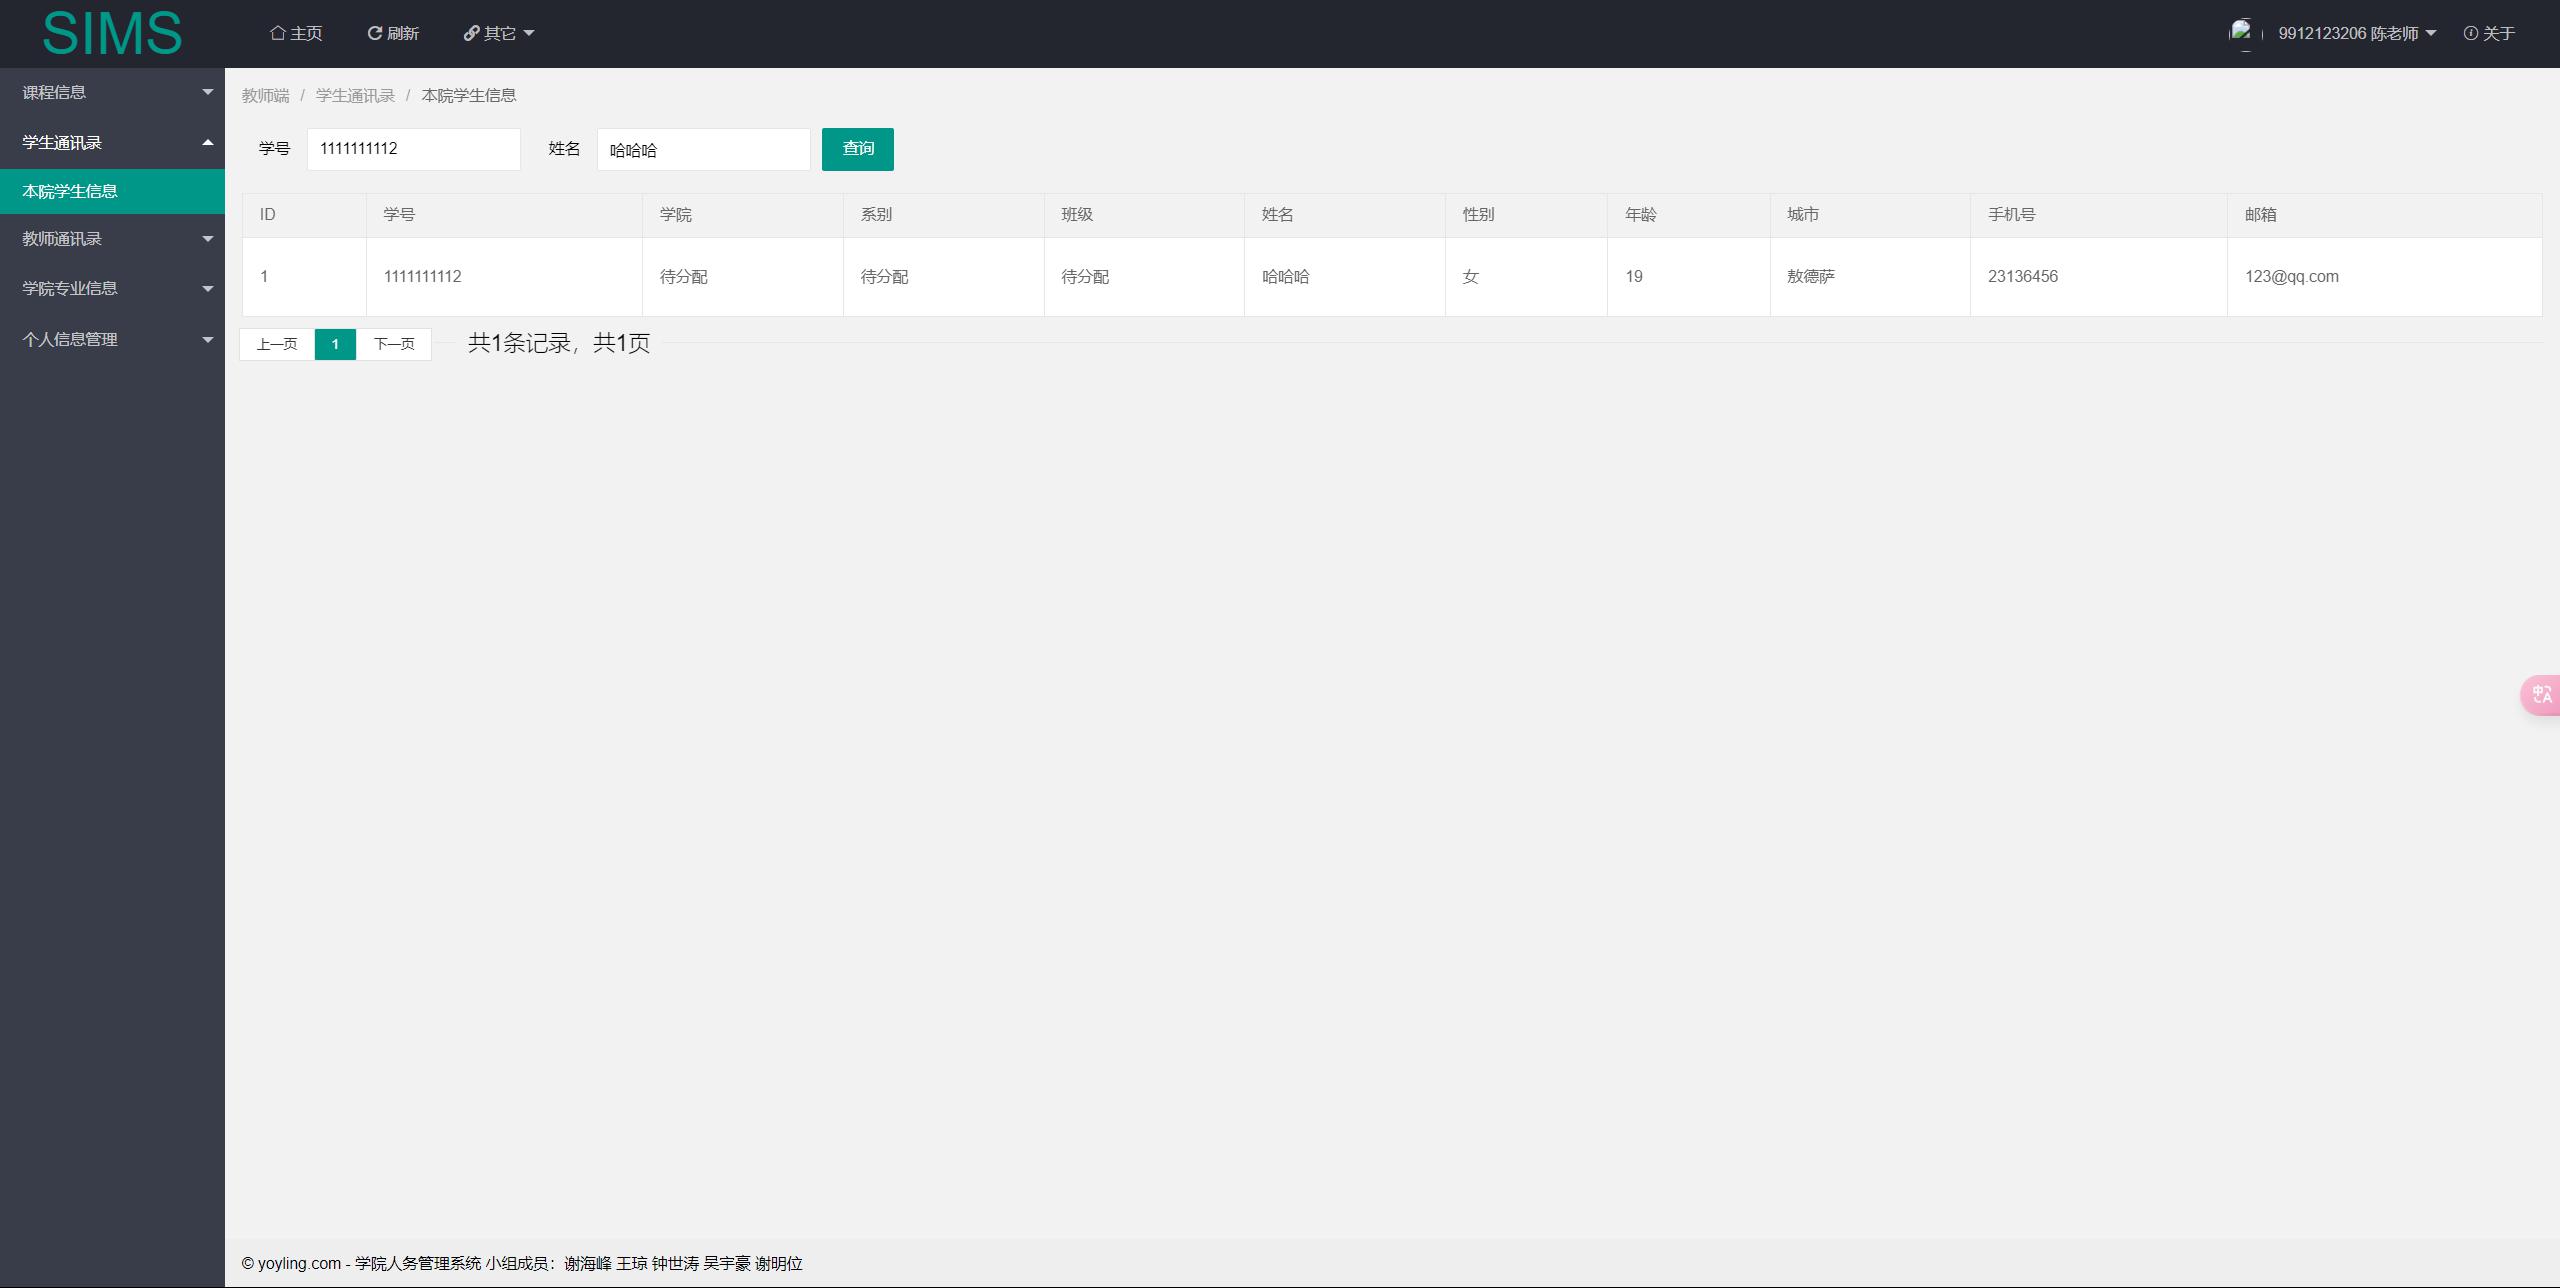 SIMS 主页 刷新 其它 9912123206 陈老师 关于
课程信息
学生通讯录
本院学生信息
教师通讯录
学院专业信息
个人信息管理
教师端 / 学生通讯录 / 本院学生信息
学号 1111111112 姓名 哈哈哈 查询
ID 学号 学院 系别 班级 姓名 性别 年龄 城市 手机号 邮箱
1 1111111112 待分配 待分配 待分配 哈哈哈 女 19 敖德萨 23136456 123@qq.com
上一页 1 下一页 共1条记录，共1页
中A
© yoyling.com - 学院人务管理系统 小组成员：谢海峰 王琼 钟世涛 吴宇豪 谢明位